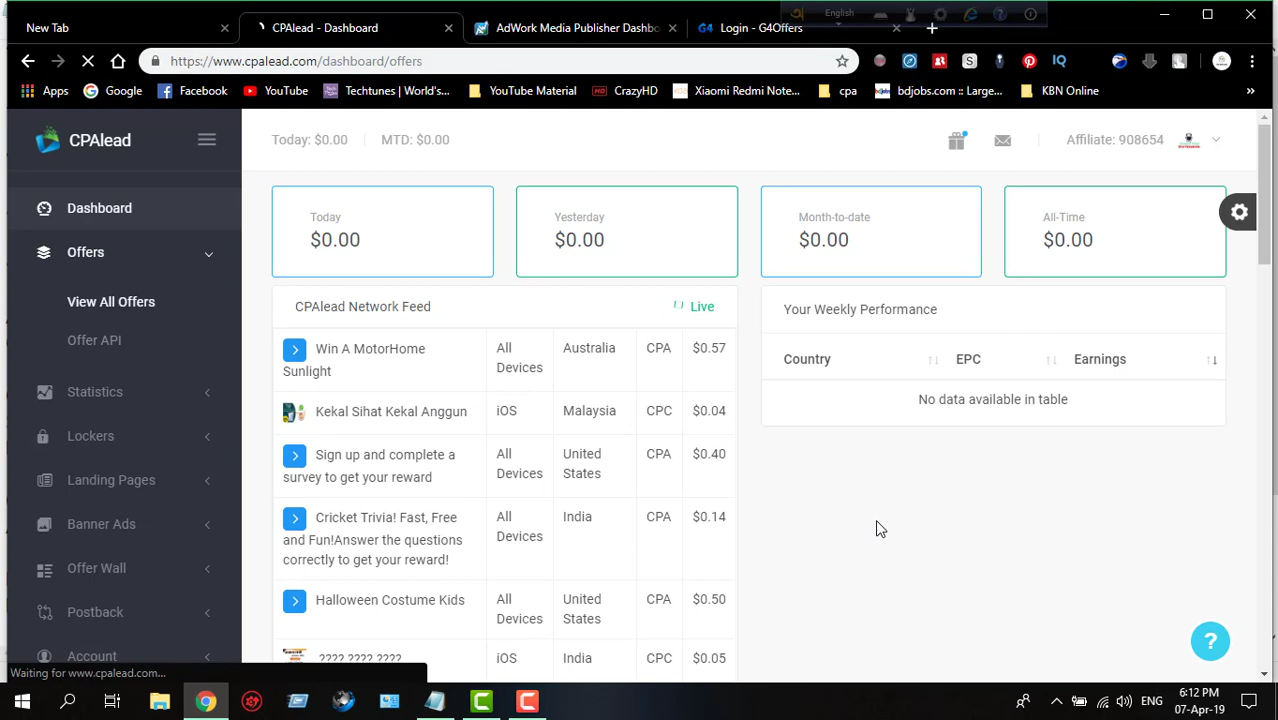 English
New Tab
CPAlead - Dashboard
AdWork Media Publisher Dashbo
G4 Login - G4Offers
https://www.cpalead.com/dashboard/offers
Apps
Google
Facebook
YouTube
Techtunes | World's...
YouTube Material
HD CrazyHD
Xiaomi Redmi Note...
cpa
bdjobs.com :: Large...
KBN Online
CPAlead
Today: $0.00
MTD: $0.00
Affiliate: 908654
Dashboard
Offers
View All Offers
Offer API
Statistics
Lockers
Landing Pages
Banner Ads
Offer Wall
Postback
Account
Today
$0.00
Yesterday
$0.00
Month-to-date
$0.00
All-Time
$0.00
CPAlead Network Feed
Live
Win A MotorHome
Sunlight
All
Devices
Australia
CPA
$0.57
Kekal Sihat Kekal Anggun
iOS
Malaysia
CPC
$0.04
Sign up and complete a
survey to get your reward
All
Devices
United
States
CPA
$0.40
Cricket Trivia! Fast, Free
and Fun!Answer the questions
correctly to get your reward!
All
Devices
India
CPA
$0.14
Halloween Costume Kids
All
Devices
United
States
CPA
$0.50
???? ???? ????
iOS
India
CPC
$0.05
Your Weekly Performance
Country
EPC
Earnings
No data available in table
?
Waiting for www.cpalead.com...
ENG
6:12 PM
07-Apr-19